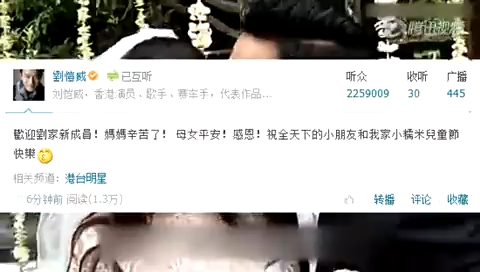 腾讯视频
劉愷威 已互听
刘恺威，香港演员、歌手、赛车手，代表作品...
听众 收听 广播
2259009 30 445
歡迎劉家新成員！媽媽辛苦了！ 母女平安！感恩！祝全天下的小朋友和我家小糯米兒童節
快樂
相关频道：港台明星
6分钟前 阅读(1.3万)
转播 评论 收藏